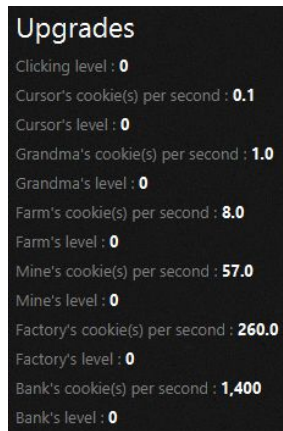 Upgrades
Clicking level : 0
Cursor's cookie(s) per second : 0.1
Cursor's level : 0
Grandma's cookie(s) per second : 1.0
Grandma's level : 0
Farm's cookie(s) per second : 8.0
Farm's level : 0
Mine's cookie(s) per second : 57.0
Mine's level : 0
Factory's cookie(s) per second : 260.0
Factory's level : 0
Bank's cookie(s) per second : 1,400
Bank's level : 0